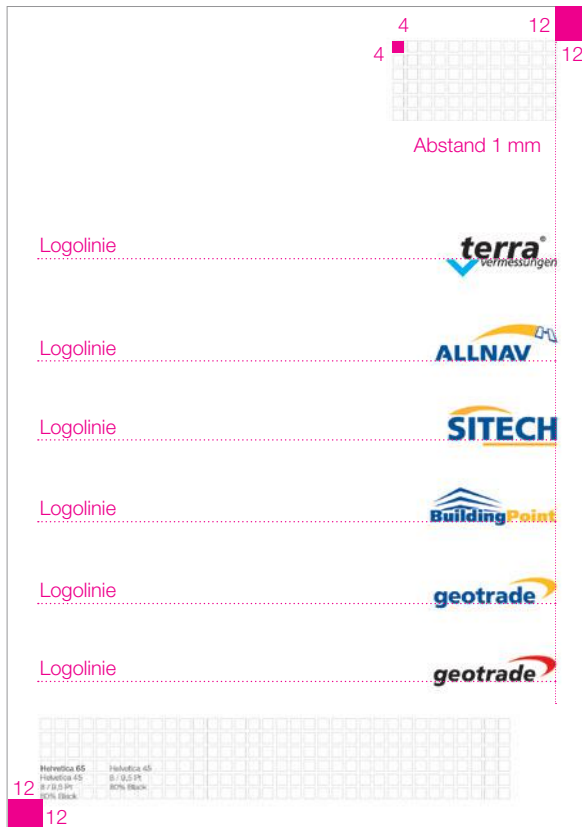 4 12
4 12
Abstand 1 mm
Logolinie
terra®
vermessungen
Logolinie
ALLNAV
Logolinie
SITECH
Logolinie
BuildingPoint
Logolinie
geotrade
Logolinie
geotrade
Helvetica 65 Helvetica 45
Helvetica 45 8 / 9,5 Pt
8 / 9,5 Pt 80% Black
80% Black
12
12